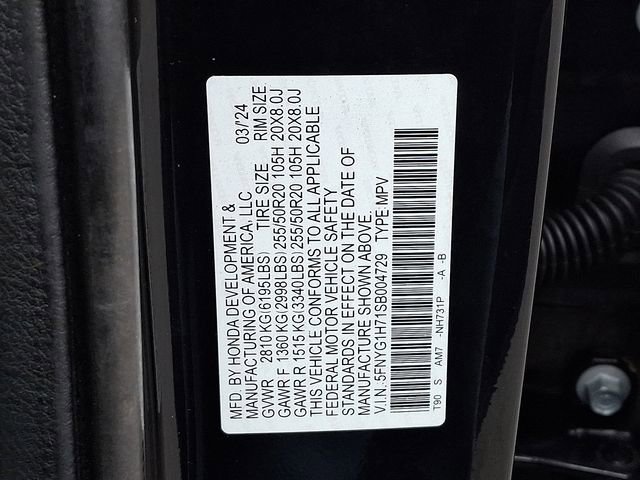 MFD. BY HONDA DEVELOPMENT &
MANUFACTURING OF AMERICA, LLC 03/'24
GVWR 2810 KG(6195LBS) TIRE SIZE RIM SIZE
GAWR F 1360 KG(2998LBS) 255/50R20 105H 20X8.0J
GAWR R 1515 KG(3340LBS) 255/50R20 105H 20X8.0J
THIS VEHICLE CONFORMS TO ALL APPLICABLE
FEDERAL MOTOR VEHICLE SAFETY
STANDARDS IN EFFECT ON THE DATE OF
MANUFACTURE SHOWN ABOVE.
V.I.N.:5FNYG1H71SB004729 TYPE:MPV
T90 S AM7 -NH731P -A -B